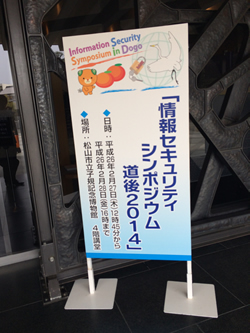 Information Security
Symposium in Dogo
「情報セキュリティ
シンポジウム
道後2014」
◆日時：平成26年2月27日(木)12時45分から
平成26年2月28日(金)16時まで
◆場所：松山市立子規記念博物館 4階講堂